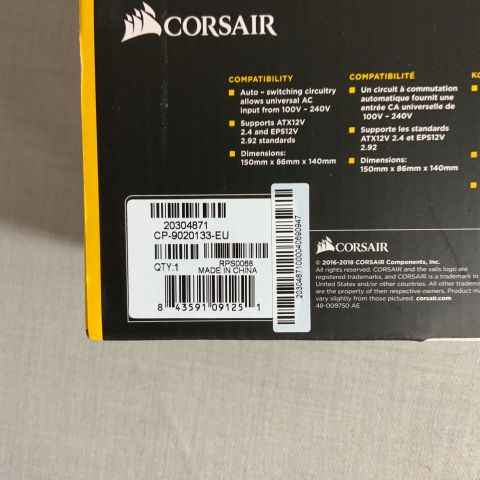 CORSAIR
COMPATIBILITY
Auto - switching circuitry
allows universal AC
input from 100V - 240V
Supports ATX12V
2.4 and EPS12V
2.92 standards
Dimensions:
150mm x 86mm x 140mm
COMPATIBILITÉ
Un circuit à commutation
automatique fournit une
entrée CA universelle de
100V - 240V
Supporte les standards
ATX12V 2.4 et EPS12V
2.92
Dimensions:
150mm x 86mm x 140mm
KO
20304871
CP-9020133-EU
QTY:1
RPS0068
MADE IN CHINA
8 43591 09125 1
20304871000040690947
CORSAIR
© 2016-2018 CORSAIR Components, Inc.
All rights reserved. CORSAIR and the sails logo are
registered trademarks, and CORSAIR is a trademark in
United States and/or other countries. All other tradema
are the property of their respective owners. Product ma
vary slightly from those pictured. corsair.com
48-009750 AE